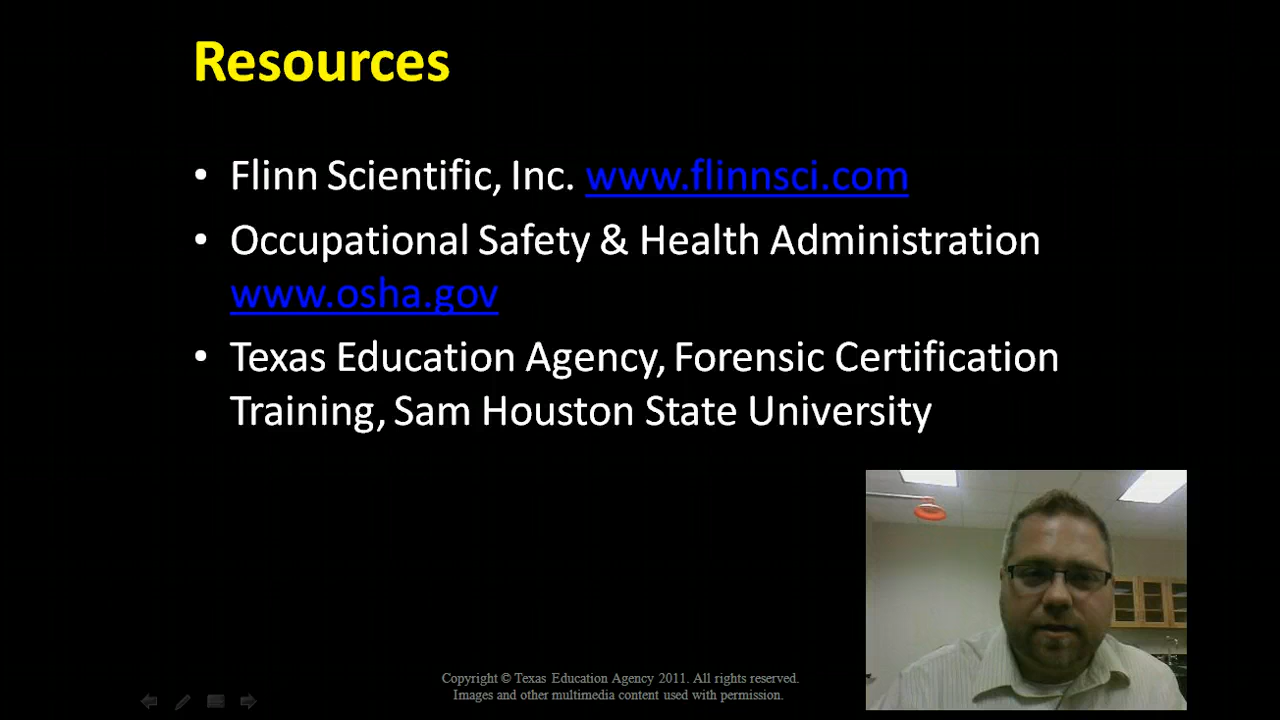 Resources
• Flinn Scientific, Inc. www.flinnsci.com
• Occupational Safety & Health Administration
www.osha.gov
• Texas Education Agency, Forensic Certification
Training, Sam Houston State University
Copyright © Texas Education Agency 2011. All rights reserved.
Images and other multimedia content used with permission.